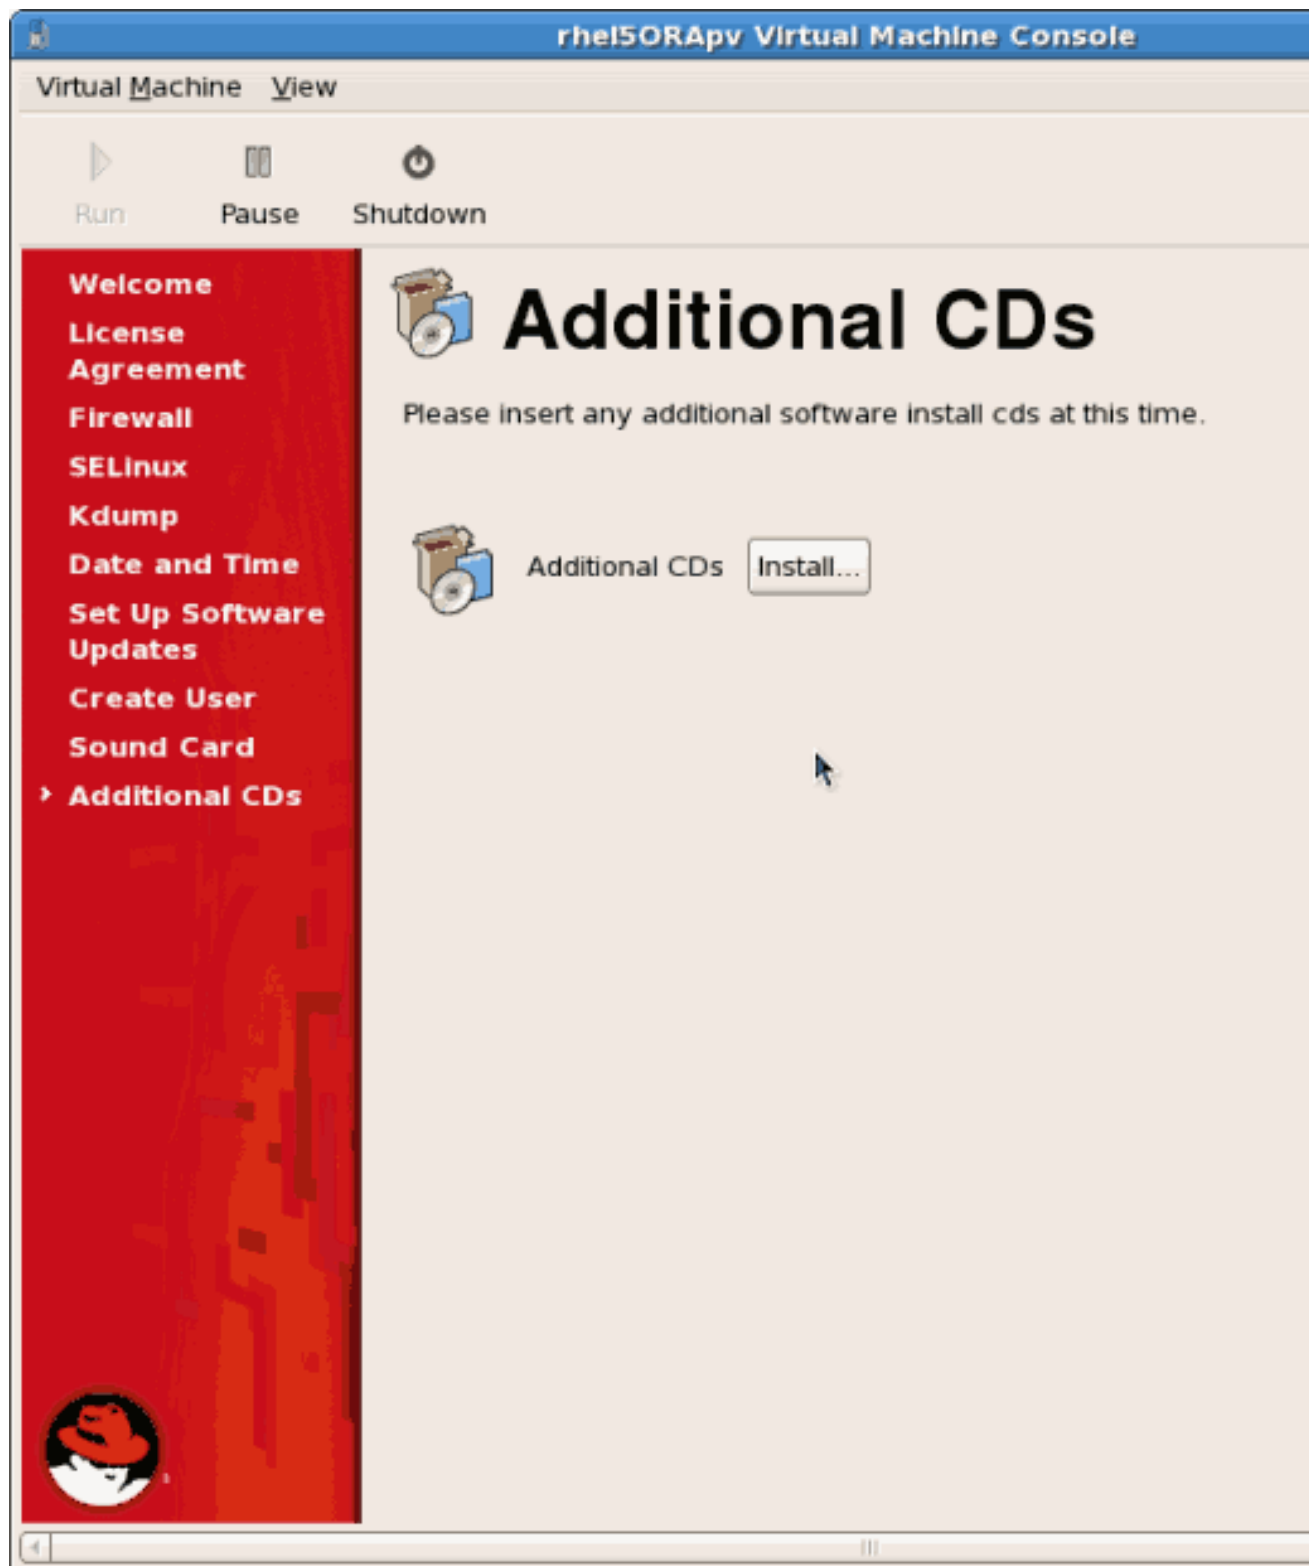 rhel5ORApv Virtual Machine Console
Virtual Machine View
Run Pause Shutdown
Welcome
License
Agreement
Firewall
SELinux
Kdump
Date and Time
Set Up Software
Updates
Create User
Sound Card
Additional CDs
Additional CDs
Please insert any additional software install cds at this time.
Additional CDs Install...